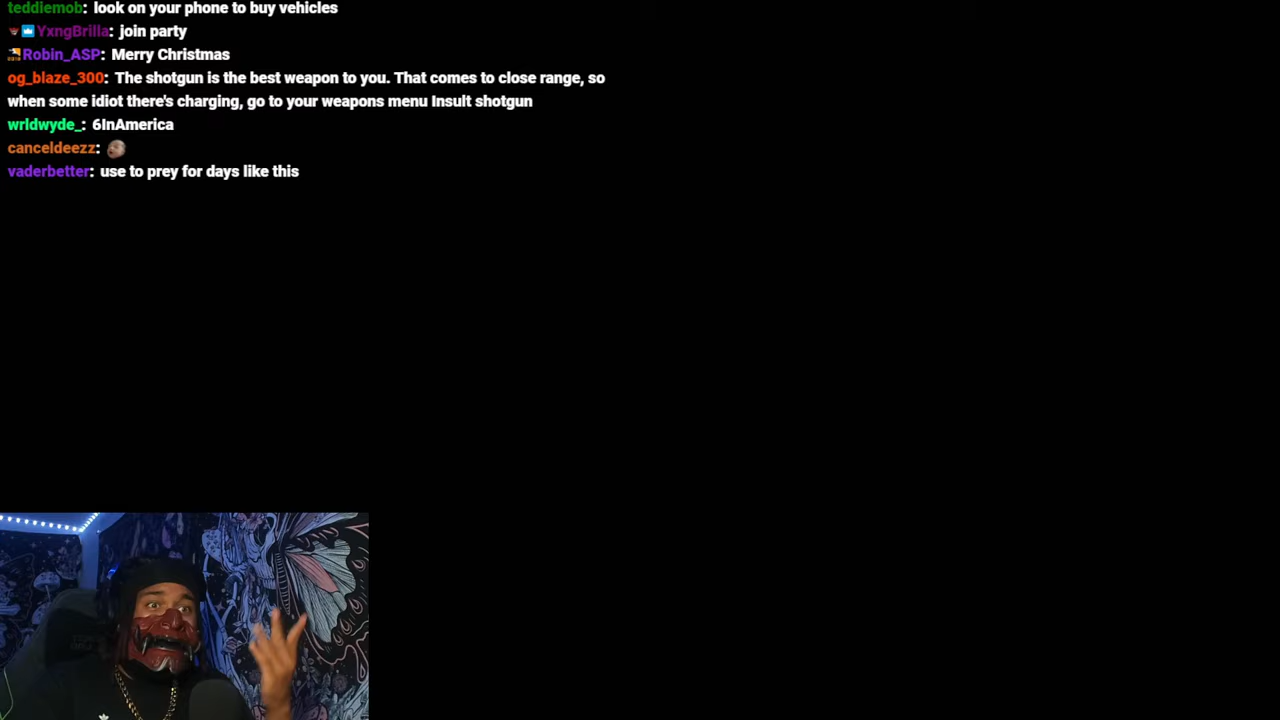 teddiemob: look on your phone to buy vehicles
YxngBrilla: join party
Robin_ASP: Merry Christmas
og_blaze_300: The shotgun is the best weapon to you. That comes to close range, so
when some idiot there's charging, go to your weapons menu Insult shotgun
wrldwyde_: 6InAmerica
canceldeezz:
vaderbetter: use to prey for days like this